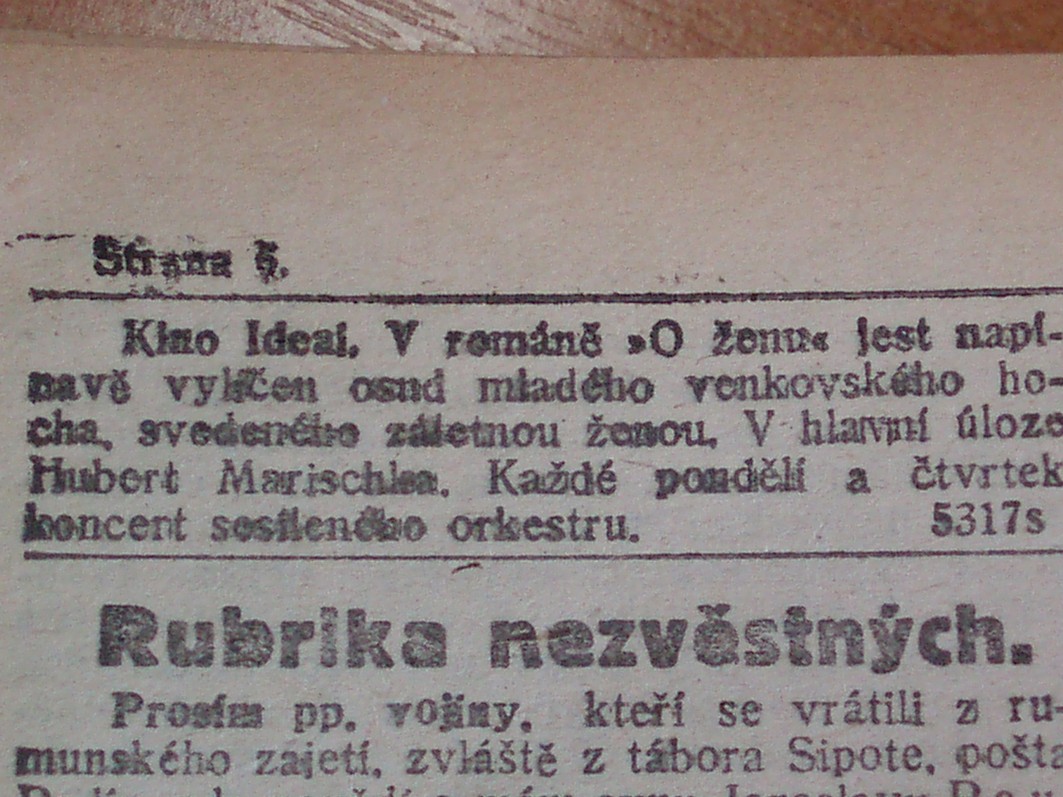 Strana 6.
Kino Ideal. V románě »O ženu« jest napí-
navě vylíčen osud mladého venkovského ho-
cha, svedeného záletnou ženou. V hlavní úloze
Hubert Marischka. Každé pondělí a čtvrtek
koncent sesíleného orkestru. 5317s
Rubrika nezvěstných.
Prosím pp. vojíny, kteří se vrátili z ru-
munského zajetí, zvláště z tábora Sipote, pošta